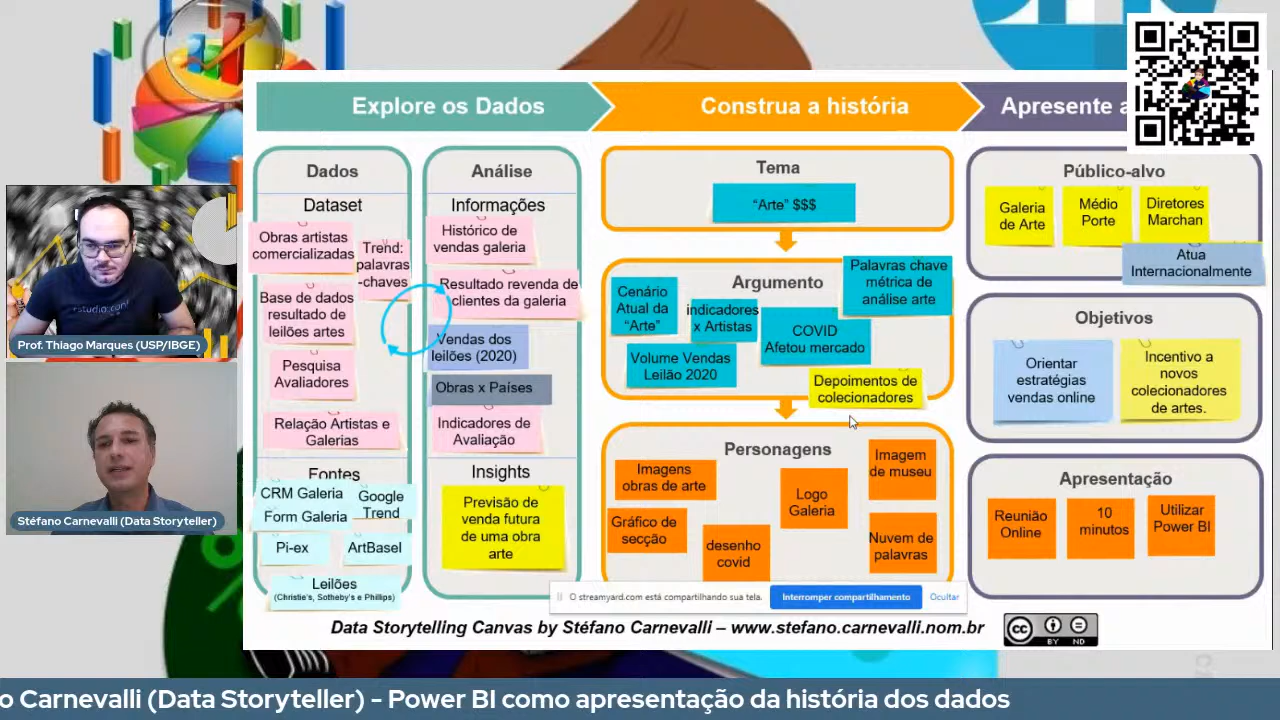 Explore os Dados
Construa a história
Apresente a
Dados
Dataset
Obras artistas
comercializadas
Trend:
palavras
-chaves
Base de dados
resultado de
leilões artes
Pesquisa
Avaliadores
Relação Artistas e
Galerias
Fontes
CRM Galeria
Google
Trend
Form Galeria
Pi-ex
ArtBasel
Leilões
(Christie's, Sotheby's e Phillips)
Análise
Informações
Histórico de
vendas galeria
Resultado revenda de
clientes da galeria
Vendas dos
leilões (2020)
Obras x Países
Indicadores de
Avaliação
Insights
Previsão de
venda futura
de uma obra
arte
Tema
“Arte” $$$
Argumento
Cenário
Atual da
“Arte”
indicadores
x Artistas
Palavras chave
métrica de
análise arte
COVID
Afetou mercado
Volume Vendas
Leilão 2020
Depoimentos de
colecionadores
Personagens
Imagens
obras de arte
Gráfico de
secção
desenho
covid
Logo
Galeria
Imagem
de museu
Nuvem de
palavras
Público-alvo
Galeria
de Arte
Médio
Porte
Diretores
Marchan
Atua
Internacionalmente
Objetivos
Orientar
estratégias
vendas online
Incentivo a
novos
colecionadores
de artes.
Apresentação
Reunião
Online
10
minutos
Utilizar
Power BI
O streamyard.com está compartilhando sua tela.
Interromper compartilhamento
Ocultar
Data Storytelling Canvas by Stéfano Carnevalli – www.stefano.carnevalli.nom.br
cc
BY ND
rstudio::conf
Prof. Thiago Marques (USP/IBGE)
Stéfano Carnevalli (Data Storyteller)
o Carnevalli (Data Storyteller) - Power BI como apresentação da história dos dados